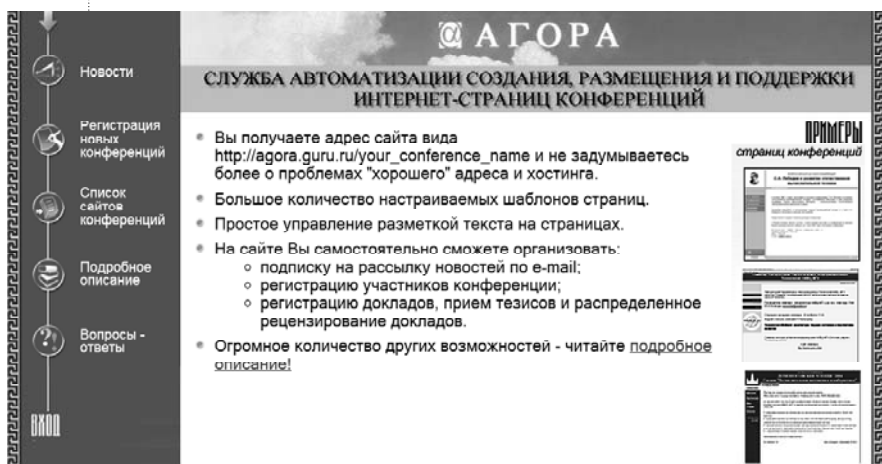 @ АГОРА
СЛУЖБА АВТОМАТИЗАЦИИ СОЗДАНИЯ, РАЗМЕЩЕНИЯ И ПОДДЕРЖКИ
ИНТЕРНЕТ-СТРАНИЦ КОНФЕРЕНЦИЙ
Новости
Регистрация
новых
конференций
Список
сайтов
конференций
Подробное
описание
Вопросы -
ответы
ВХОД
Вы получаете адрес сайта вида
http://agora.guru.ru/your_conference_name и не задумываетесь
более о проблемах "хорошего" адреса и хостинга.
Большое количество настраиваемых шаблонов страниц.
Простое управление разметкой текста на страницах.
На сайте Вы самостоятельно сможете организовать:
подписку на рассылку новостей по e-mail;
регистрацию участников конференции;
регистрацию докладов, прием тезисов и распределенное
рецензирование докладов.
Огромное количество других возможностей - читайте подробное
описание!
ПРИМЕРЫ
страниц конференций